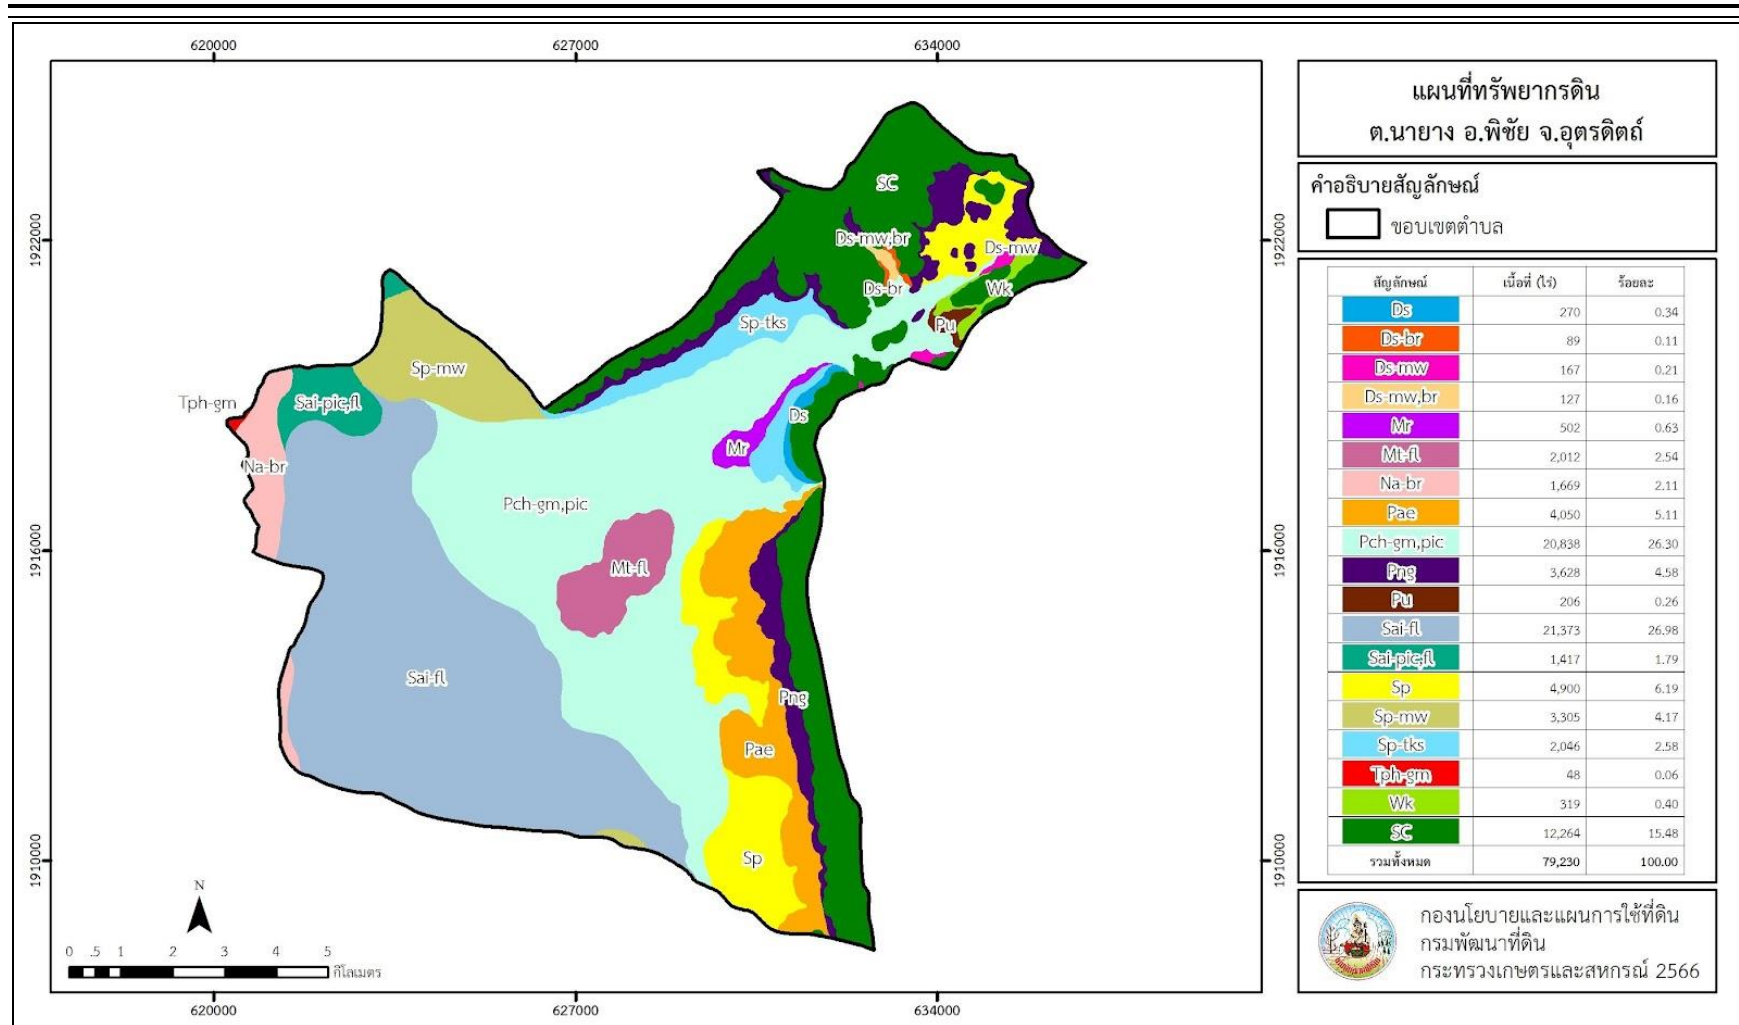 620000
627000
634000
1922000
1916000
1910000
1922000
1916000
1910000
620000
627000
634000
SC
Ds-mw,br
Ds-mw
Ds-br
Wk
Sp-tks
Pu
Sp-mw
Tph-gm
Sai-pic,fl
Ds
Mr
Na-br
Pch-gm,pic
Mt-fl
Sai-fl
Png
Pae
Sp
N
0 .5 1 2 3 4 5
กิโลเมตร
แผนที่ทรัพยากรดิน
ต.นายาง อ.พิชัย จ.อุตรดิตถ์
คำอธิบายสัญลักษณ์
ขอบเขตตำบล
สัญลักษณ์ เนื้อที่ (ไร่) ร้อยละ
Ds 270 0.34
Ds-br 89 0.11
Ds-mw 167 0.21
Ds-mw,br 127 0.16
Mr 502 0.63
Mt-fl 2,012 2.54
Na-br 1,669 2.11
Pae 4,050 5.11
Pch-gm,pic 20,838 26.30
Png 3,628 4.58
Pu 206 0.26
Sai-fl 21,373 26.98
Sai-pic,fl 1,417 1.79
Sp 4,900 6.19
Sp-mw 3,305 4.17
Sp-tks 2,046 2.58
Tph-gm 48 0.06
Wk 319 0.40
SC 12,264 15.48
รวมทั้งหมด 79,230 100.00
กองนโยบายและแผนการใช้ที่ดิน
กรมพัฒนาที่ดิน
กระทรวงเกษตรและสหกรณ์ 2566